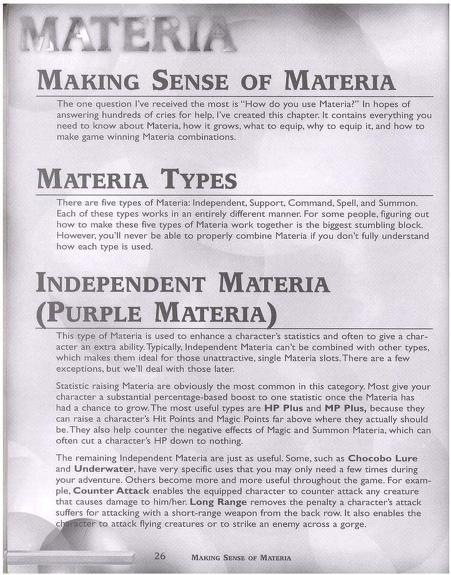 MATERIA
MAKING SENSE OF MATERIA
The one question I've received the most is "How do you use Materia?" In hopes of
answering hundreds of cries for help, I've created this chapter. It contains everything you
need to know about Materia, how it grows, what to equip, why to equip it, and how to
make game winning Materia combinations.
MATERIA TYPES
There are five types of Materia: Independent, Support, Command, Spell, and Summon.
Each of these types works in an entirely different manner. For some people, figuring out
how to make these five types of Materia work together is the biggest stumbling block.
However, you'll never be able to properly combine Materia if you don't fully understand
how each type is used.
INDEPENDENT MATERIA
(PURPLE MATERIA)
This type of Materia is used to enhance a character's statistics and often to give a char-
acter an extra ability. Typically, Independent Materia can't be combined with other types,
which makes them ideal for those unattractive, single Materia slots. There are a few
exceptions, but we'll deal with those later.
Statistic raising Materia are obviously the most common in this category. Most give your
character a substantial percentage-based boost to one statistic once the Materia has
had a chance to grow. The most useful types are HP Plus and MP Plus, because they
can raise a character's Hit Points and Magic Points far above where they actually should
be. They also help counter the negative effects of Magic and Summon Materia, which can
often cut a character's HP down to nothing.
The remaining Independent Materia are just as useful. Some, such as Chocobo Lure
and Underwater, have very specific uses that you may only need a few times during
your adventure. Others become more and more useful throughout the game. For exam-
ple, Counter Attack enables the equipped character to counter attack any creature
that causes damage to him/her. Long Range removes the penalty a character's attack
suffers for attacking with a short-range weapon from the back row. It also enables the
character to attack flying creatures or to strike an enemy across a gorge.
26 MAKING SENSE OF MATERIA